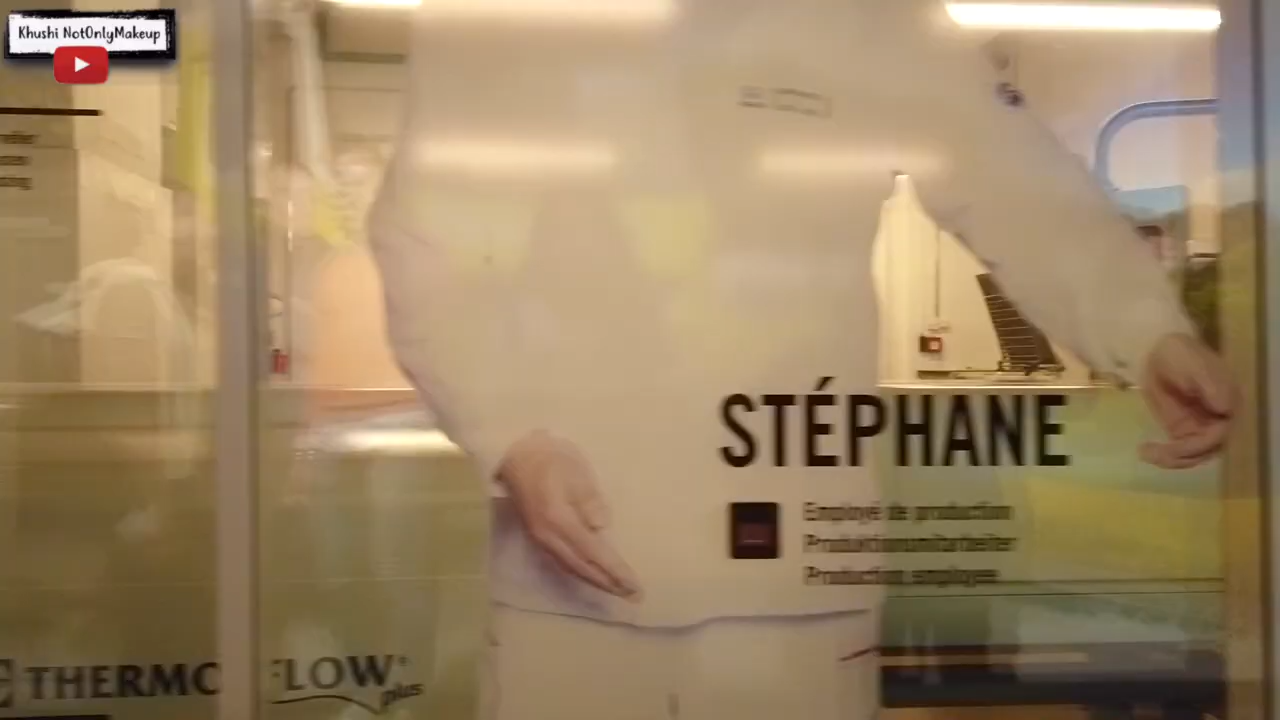 Khushi NotOnlyMakeup
STÉPHANE
Employé de production
Produktionsmitarbeiter
Production employee
THERMO FLOW plus